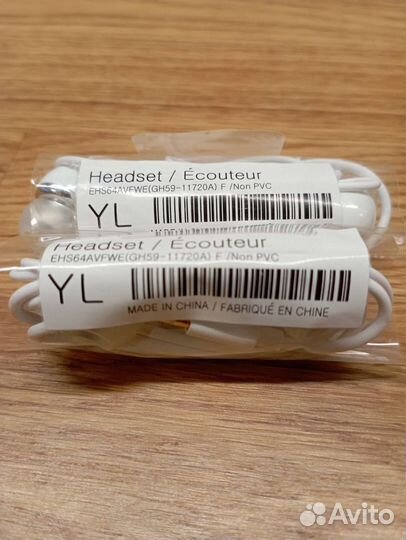 Headset / Écouteur
EHS64AVFWE(GH59-11720A) F /Non PVC
YL
Headset / Écouteur
EHS64AVFWE(GH59-11720A) F /Non PVC
YL
MADE IN CHINA / FABRIQUÉ EN CHINE
Avito